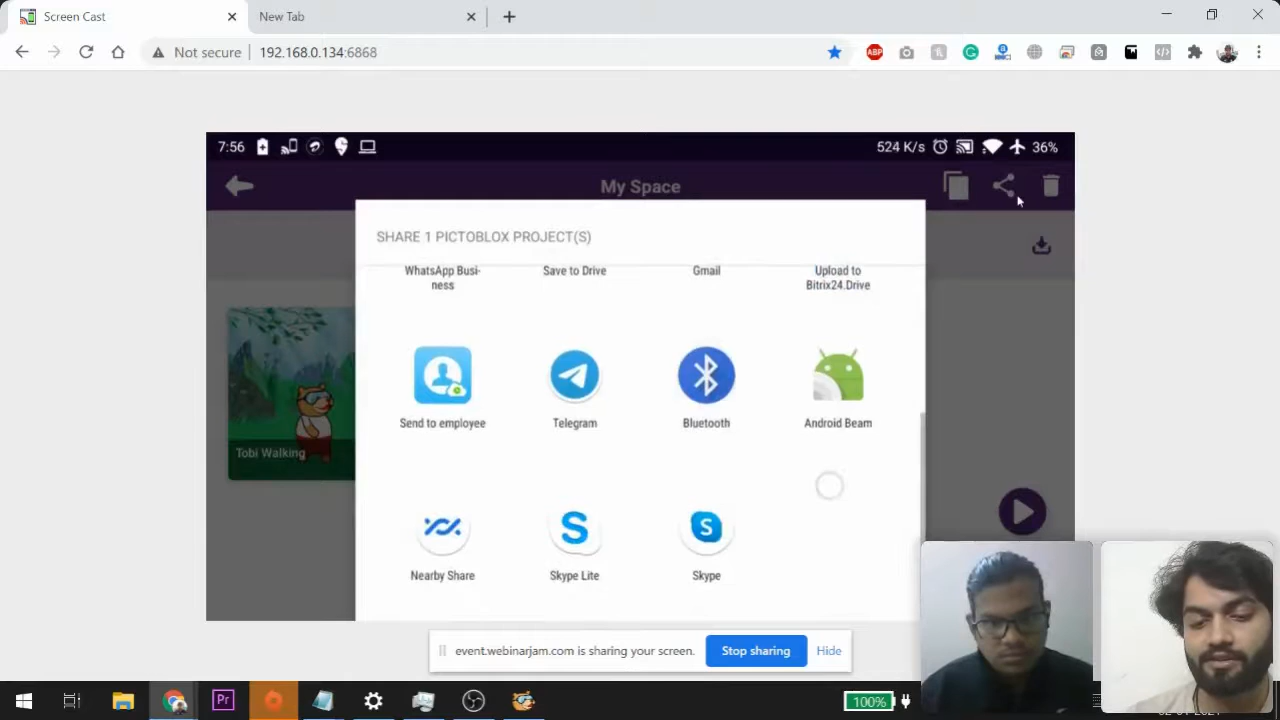 Screen Cast
New Tab
Not secure
192.168.0.134:6868
ABP
7:56
524 K/s
36%
My Space
SHARE 1 PICTOBLOX PROJECT(S)
WhatsApp Busi-
ness
Save to Drive
Gmail
Upload to
Bitrix24.Drive
Send to employee
Telegram
Bluetooth
Android Beam
Tobi Walking
S
S
Nearby Share
Skype Lite
Skype
event.webinarjam.com is sharing your screen.
Stop sharing
Hide
Pr
100%